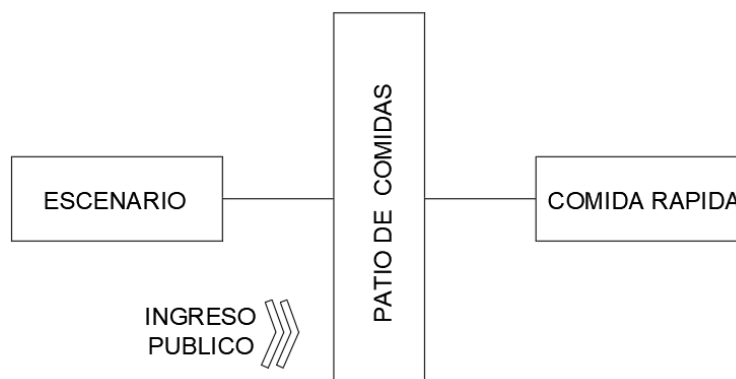 ESCENARIO
PATIO DE COMIDAS
COMIDA RAPIDA
INGRESO
PUBLICO